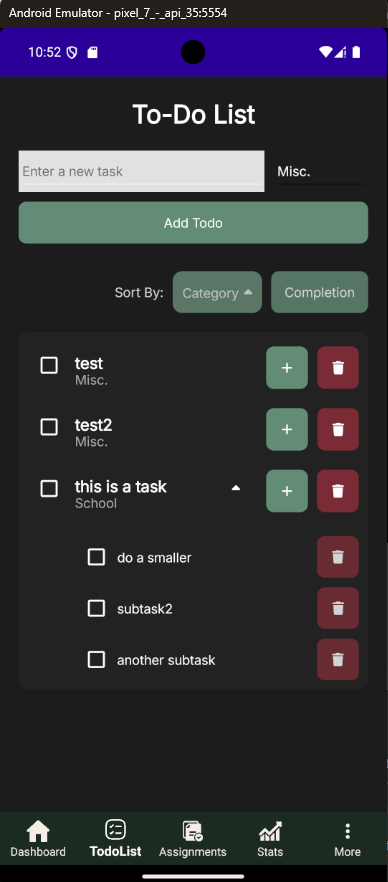 Android Emulator - pixel_7_-_api_35:5554
10:52
To-Do List
Enter a new task
Misc.
Add Todo
Sort By:
Category
Completion
test
Misc.
+
test2
Misc.
+
this is a task
School
+
do a smaller
subtask2
another subtask
Dashboard
TodoList
Assignments
Stats
More